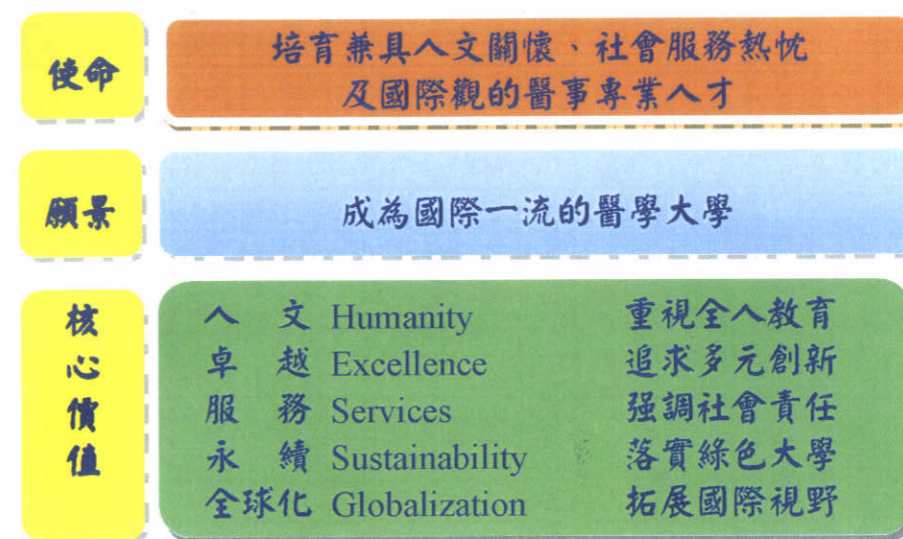 使命
培育兼具人文關懷、社會服務熱忱
及國際觀的醫事專業人才
願景
成為國際一流的醫學大學
核心價值
人文 Humanity 重視全人教育
卓越 Excellence 追求多元創新
服務 Services 强調社會責任
永續 Sustainability 落實綠色大學
全球化 Globalization 拓展國際視野